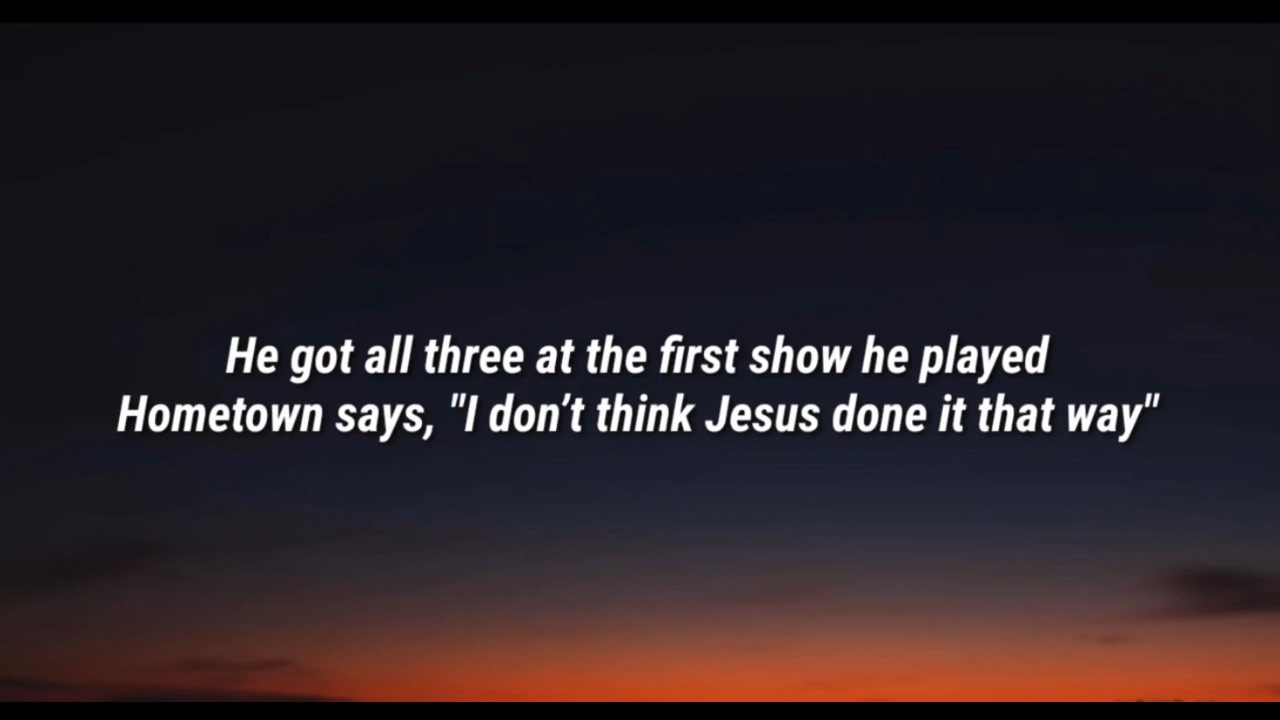 He got all three at the first show he played
Hometown says, "I don’t think Jesus done it that way"